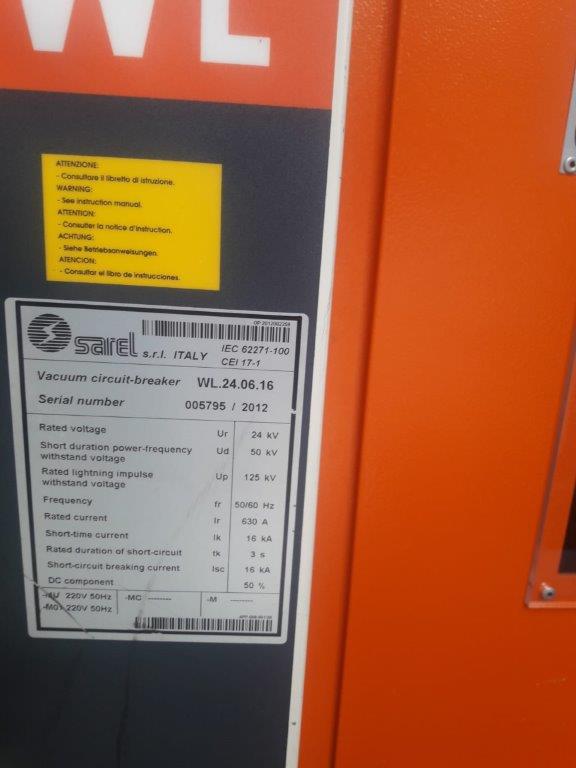 WL
ATTENZIONE:
- Consultare il libretto di istruzione.
WARNING:
- See instruction manual.
ATTENTION:
- Consulter la notice d'instruction.
ACHTUNG:
- Siehe Betriebsanweisungen.
ATENCION:
- Consultar el libro de instrucciones.
sarel s.r.l. ITALY
IEC 62271-100
CEI 17-1
Vacuum circuit-breaker WL.24.06.16
Serial number 005795 / 2012
Rated voltage Ur 24 kV
Short duration power-frequency
withstand voltage Ud 50 kV
Rated lightning impulse
withstand voltage Up 125 kV
Frequency fr 50/60 Hz
Rated current Ir 630 A
Short-time current Ik 16 kA
Rated duration of short-circuit tk 3 s
Short-circuit breaking current Isc 16 kA
DC component 50 %
-MU 220V 50Hz -MC -------- -M --------
-MO1 220V 50Hz